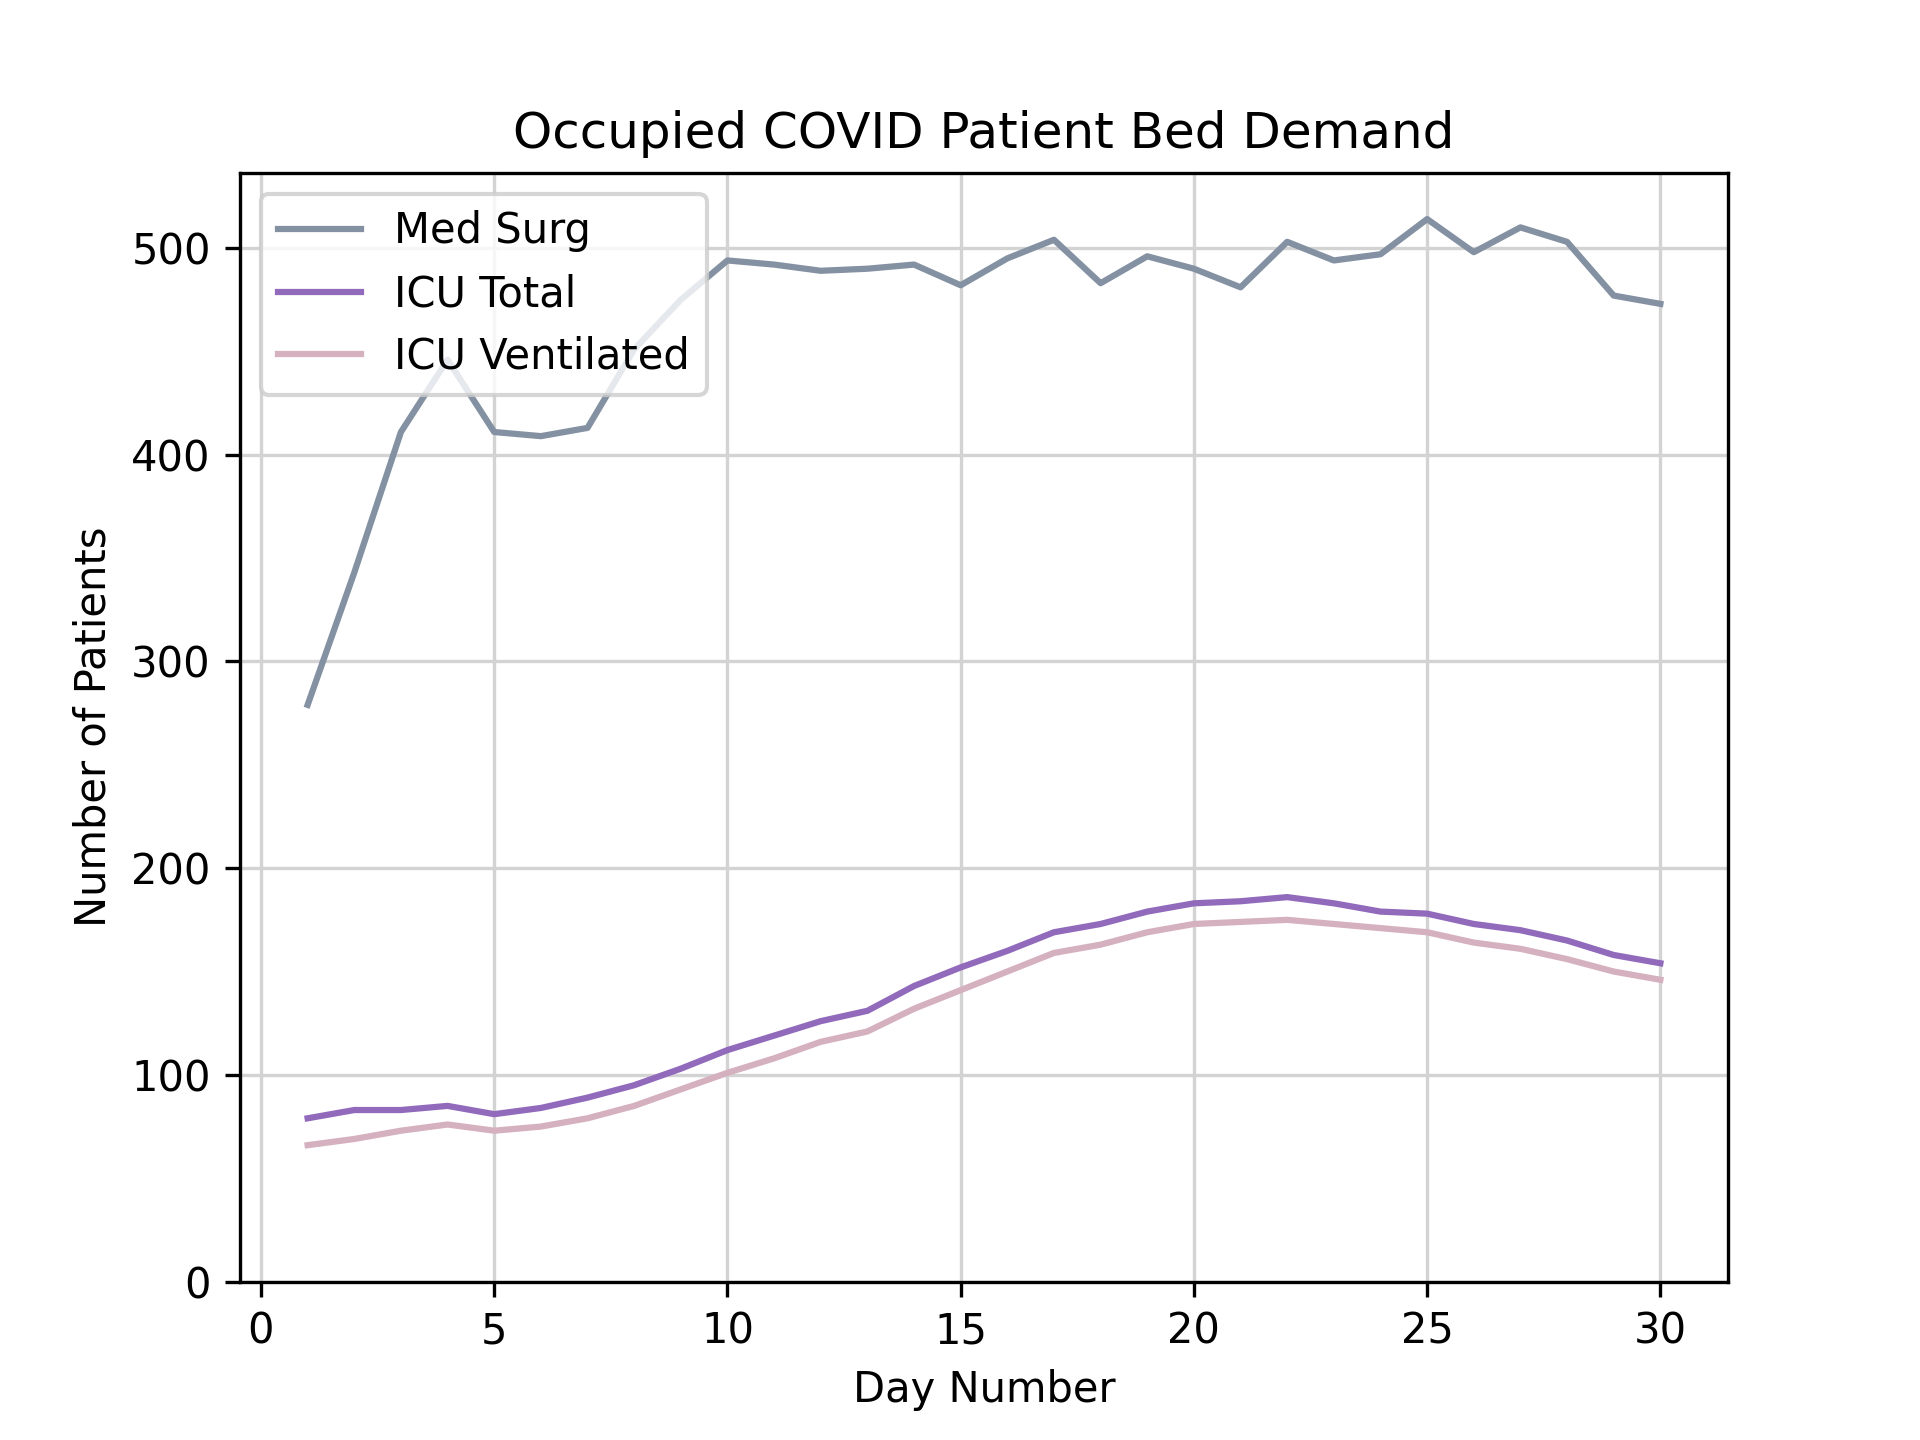 Occupied COVID Patient Bed Demand
Med Surg
ICU Total
ICU Ventilated
Number of Patients
500
400
300
200
100
0
0 5 10 15 20 25 30
Day Number